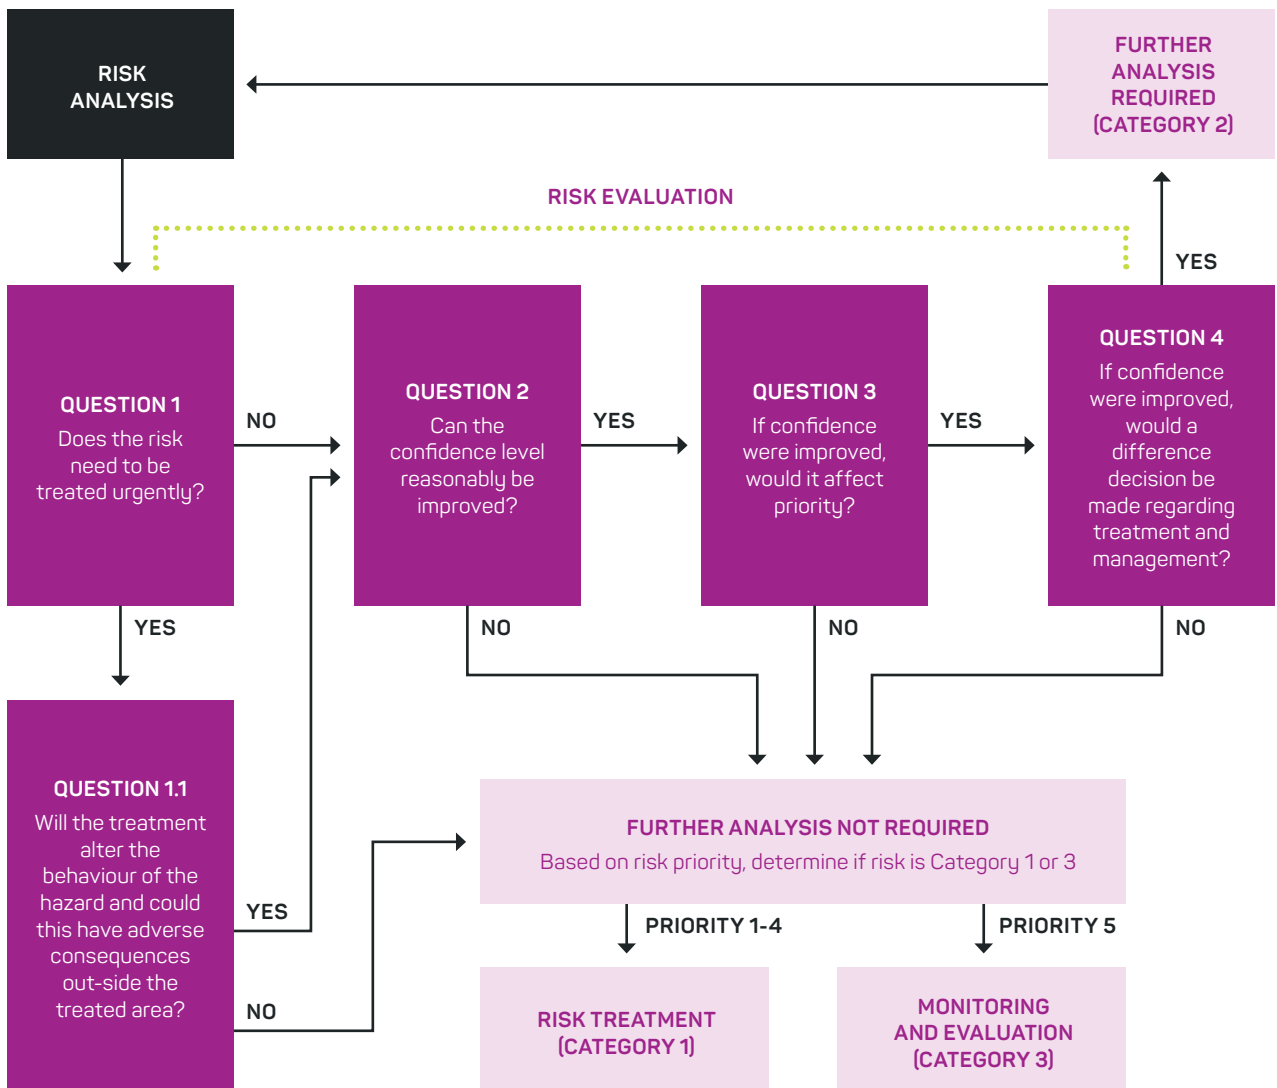 RISK
ANALYSIS
FURTHER
ANALYSIS
REQUIRED
(CATEGORY 2)
RISK EVALUATION
YES
QUESTION 1
Does the risk
need to be
treated urgently?
NO
QUESTION 2
Can the
confidence level
reasonably be
improved?
YES
QUESTION 3
If confidence
were improved,
would it affect
priority?
YES
QUESTION 4
If confidence
were improved,
would a
difference
decision be
made regarding
treatment and
management?
YES
NO
NO
NO
QUESTION 1.1
Will the treatment
alter the
behaviour of the
hazard and could
this have adverse
consequences
out-side the
treated area?
YES
NO
FURTHER ANALYSIS NOT REQUIRED
Based on risk priority, determine if risk is Category 1 or 3
PRIORITY 1-4
PRIORITY 5
RISK TREATMENT
(CATEGORY 1)
MONITORING
AND EVALUATION
(CATEGORY 3)